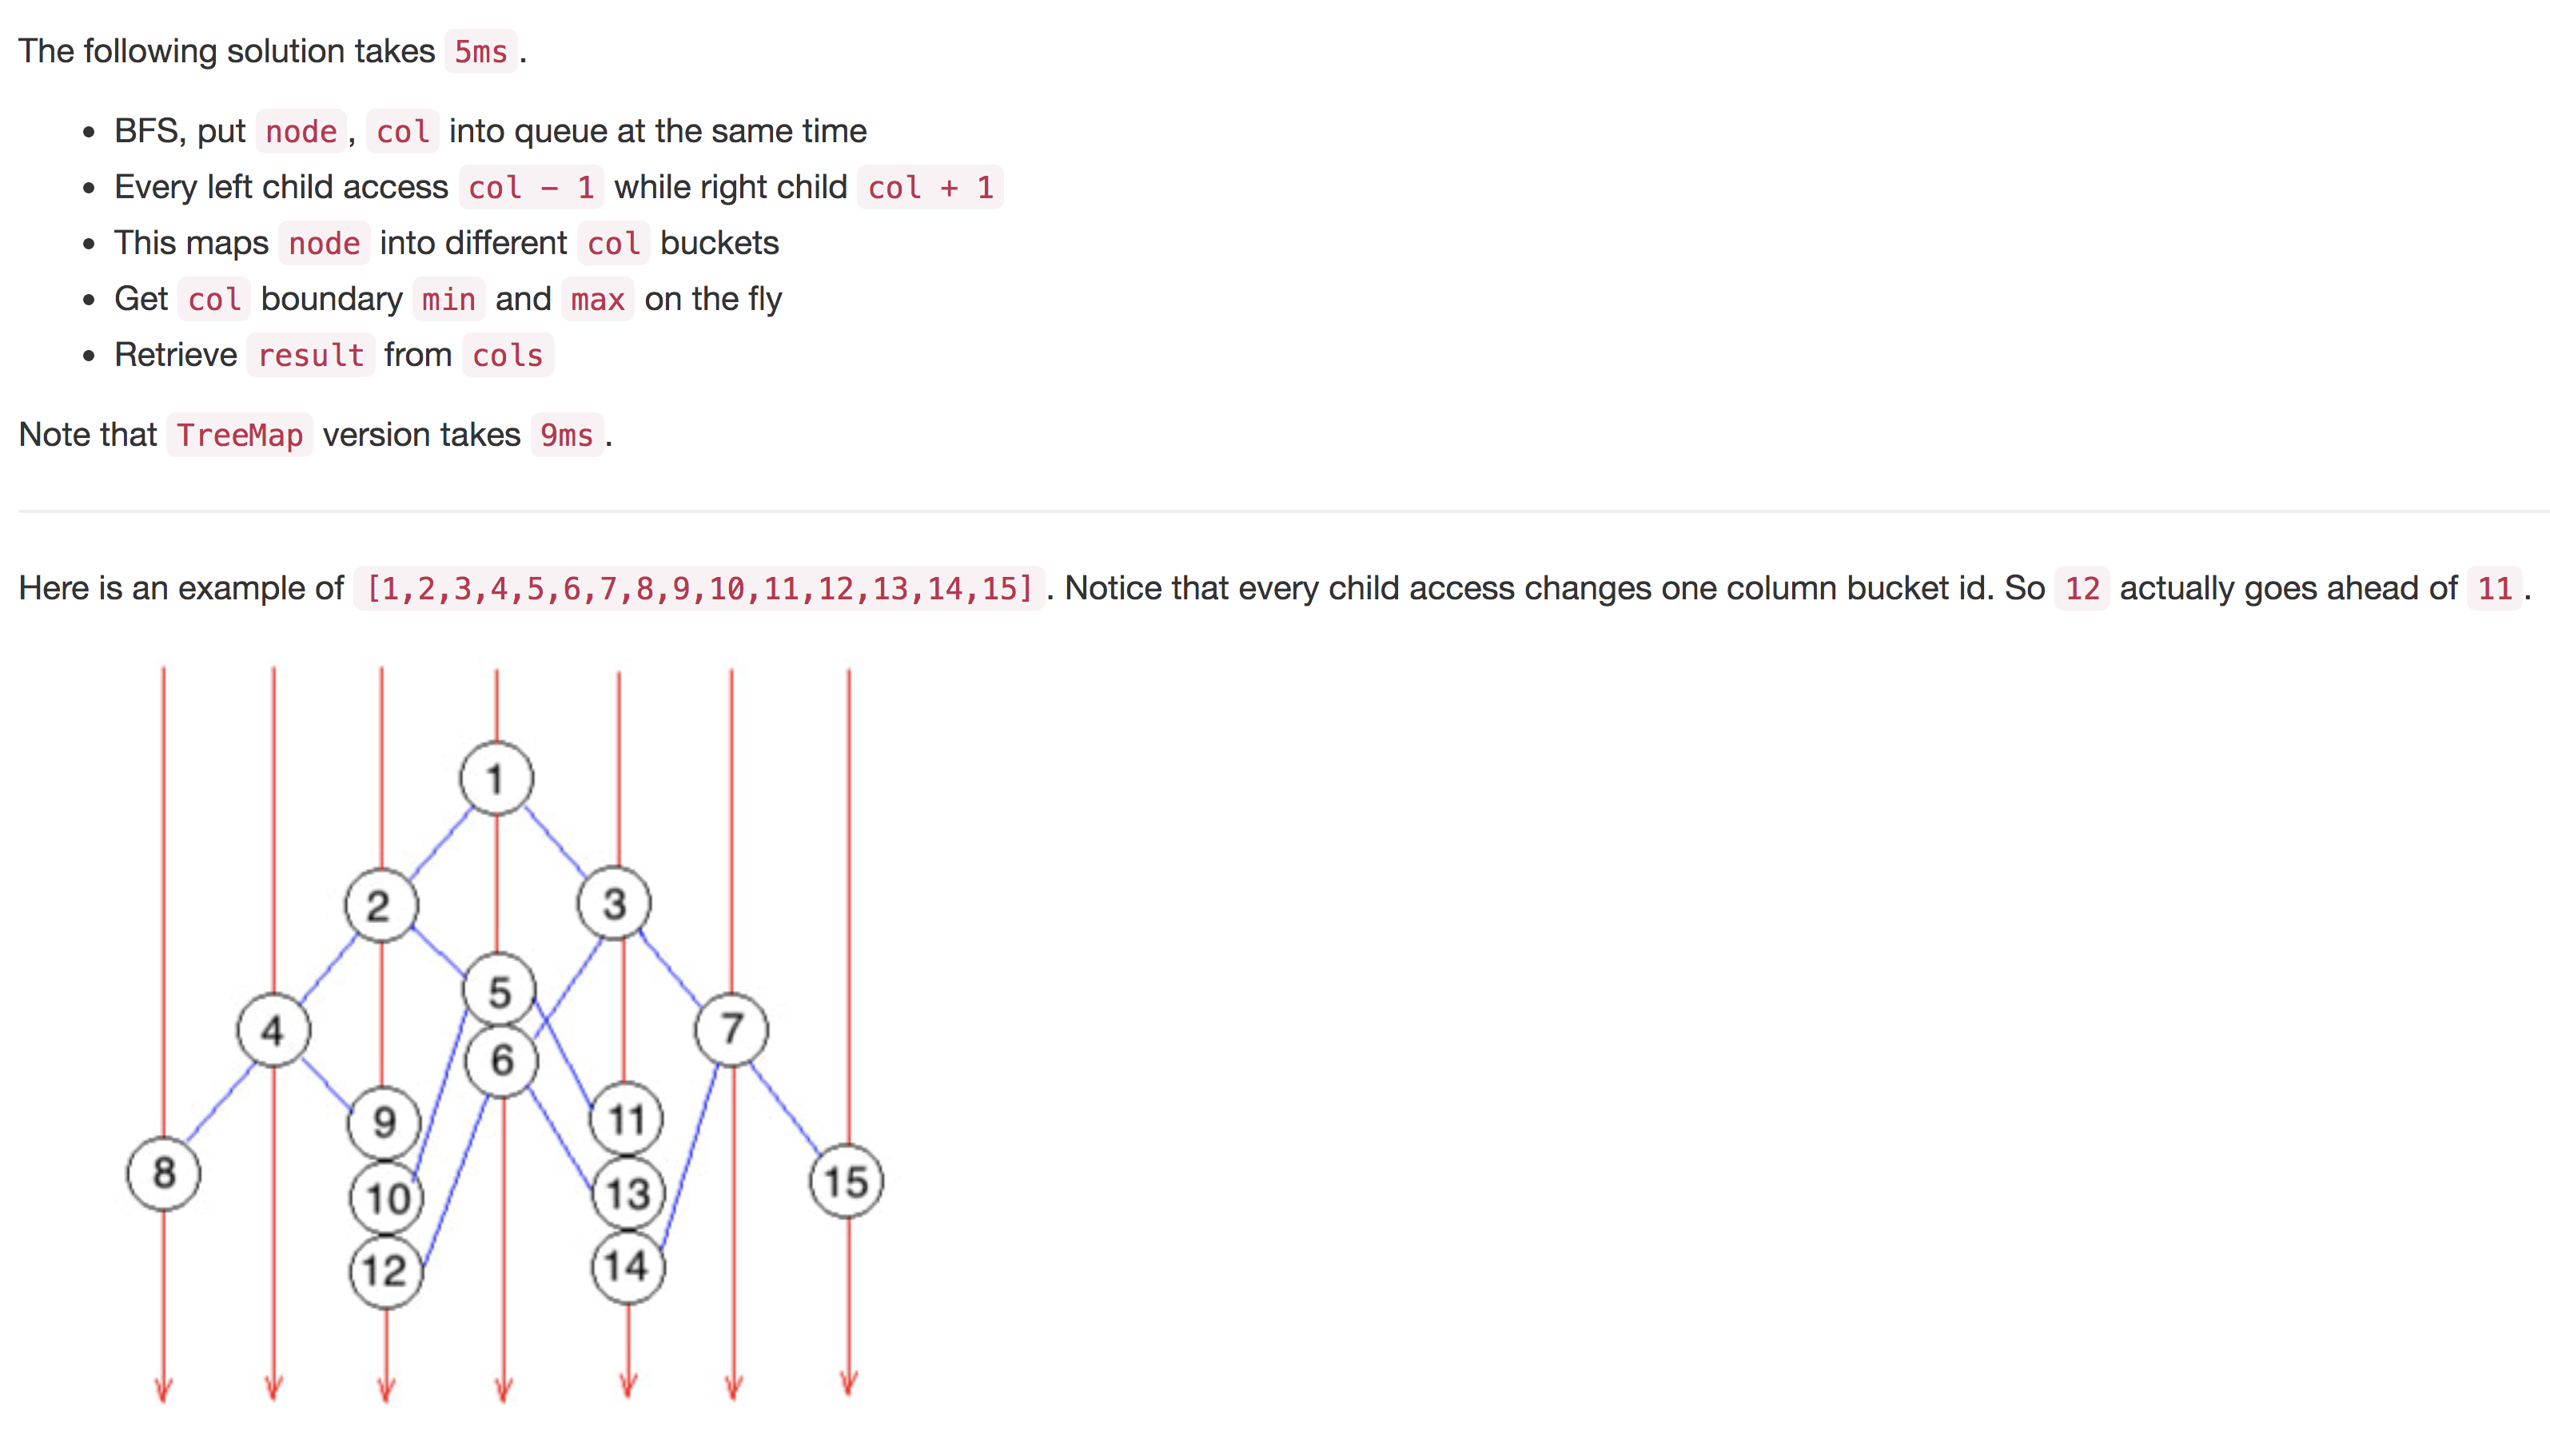 The following solution takes 5ms .
• BFS, put node , col into queue at the same time
• Every left child access col - 1 while right child col + 1
• This maps node into different col buckets
• Get col boundary min and max on the fly
• Retrieve result from cols
Note that TreeMap version takes 9ms .
Here is an example of [1,2,3,4,5,6,7,8,9,10,11,12,13,14,15] . Notice that every child access changes one column bucket id. So 12 actually goes ahead of 11 .
1
2 3
5
4 6 7
9 11
8 10 13 15
12 14